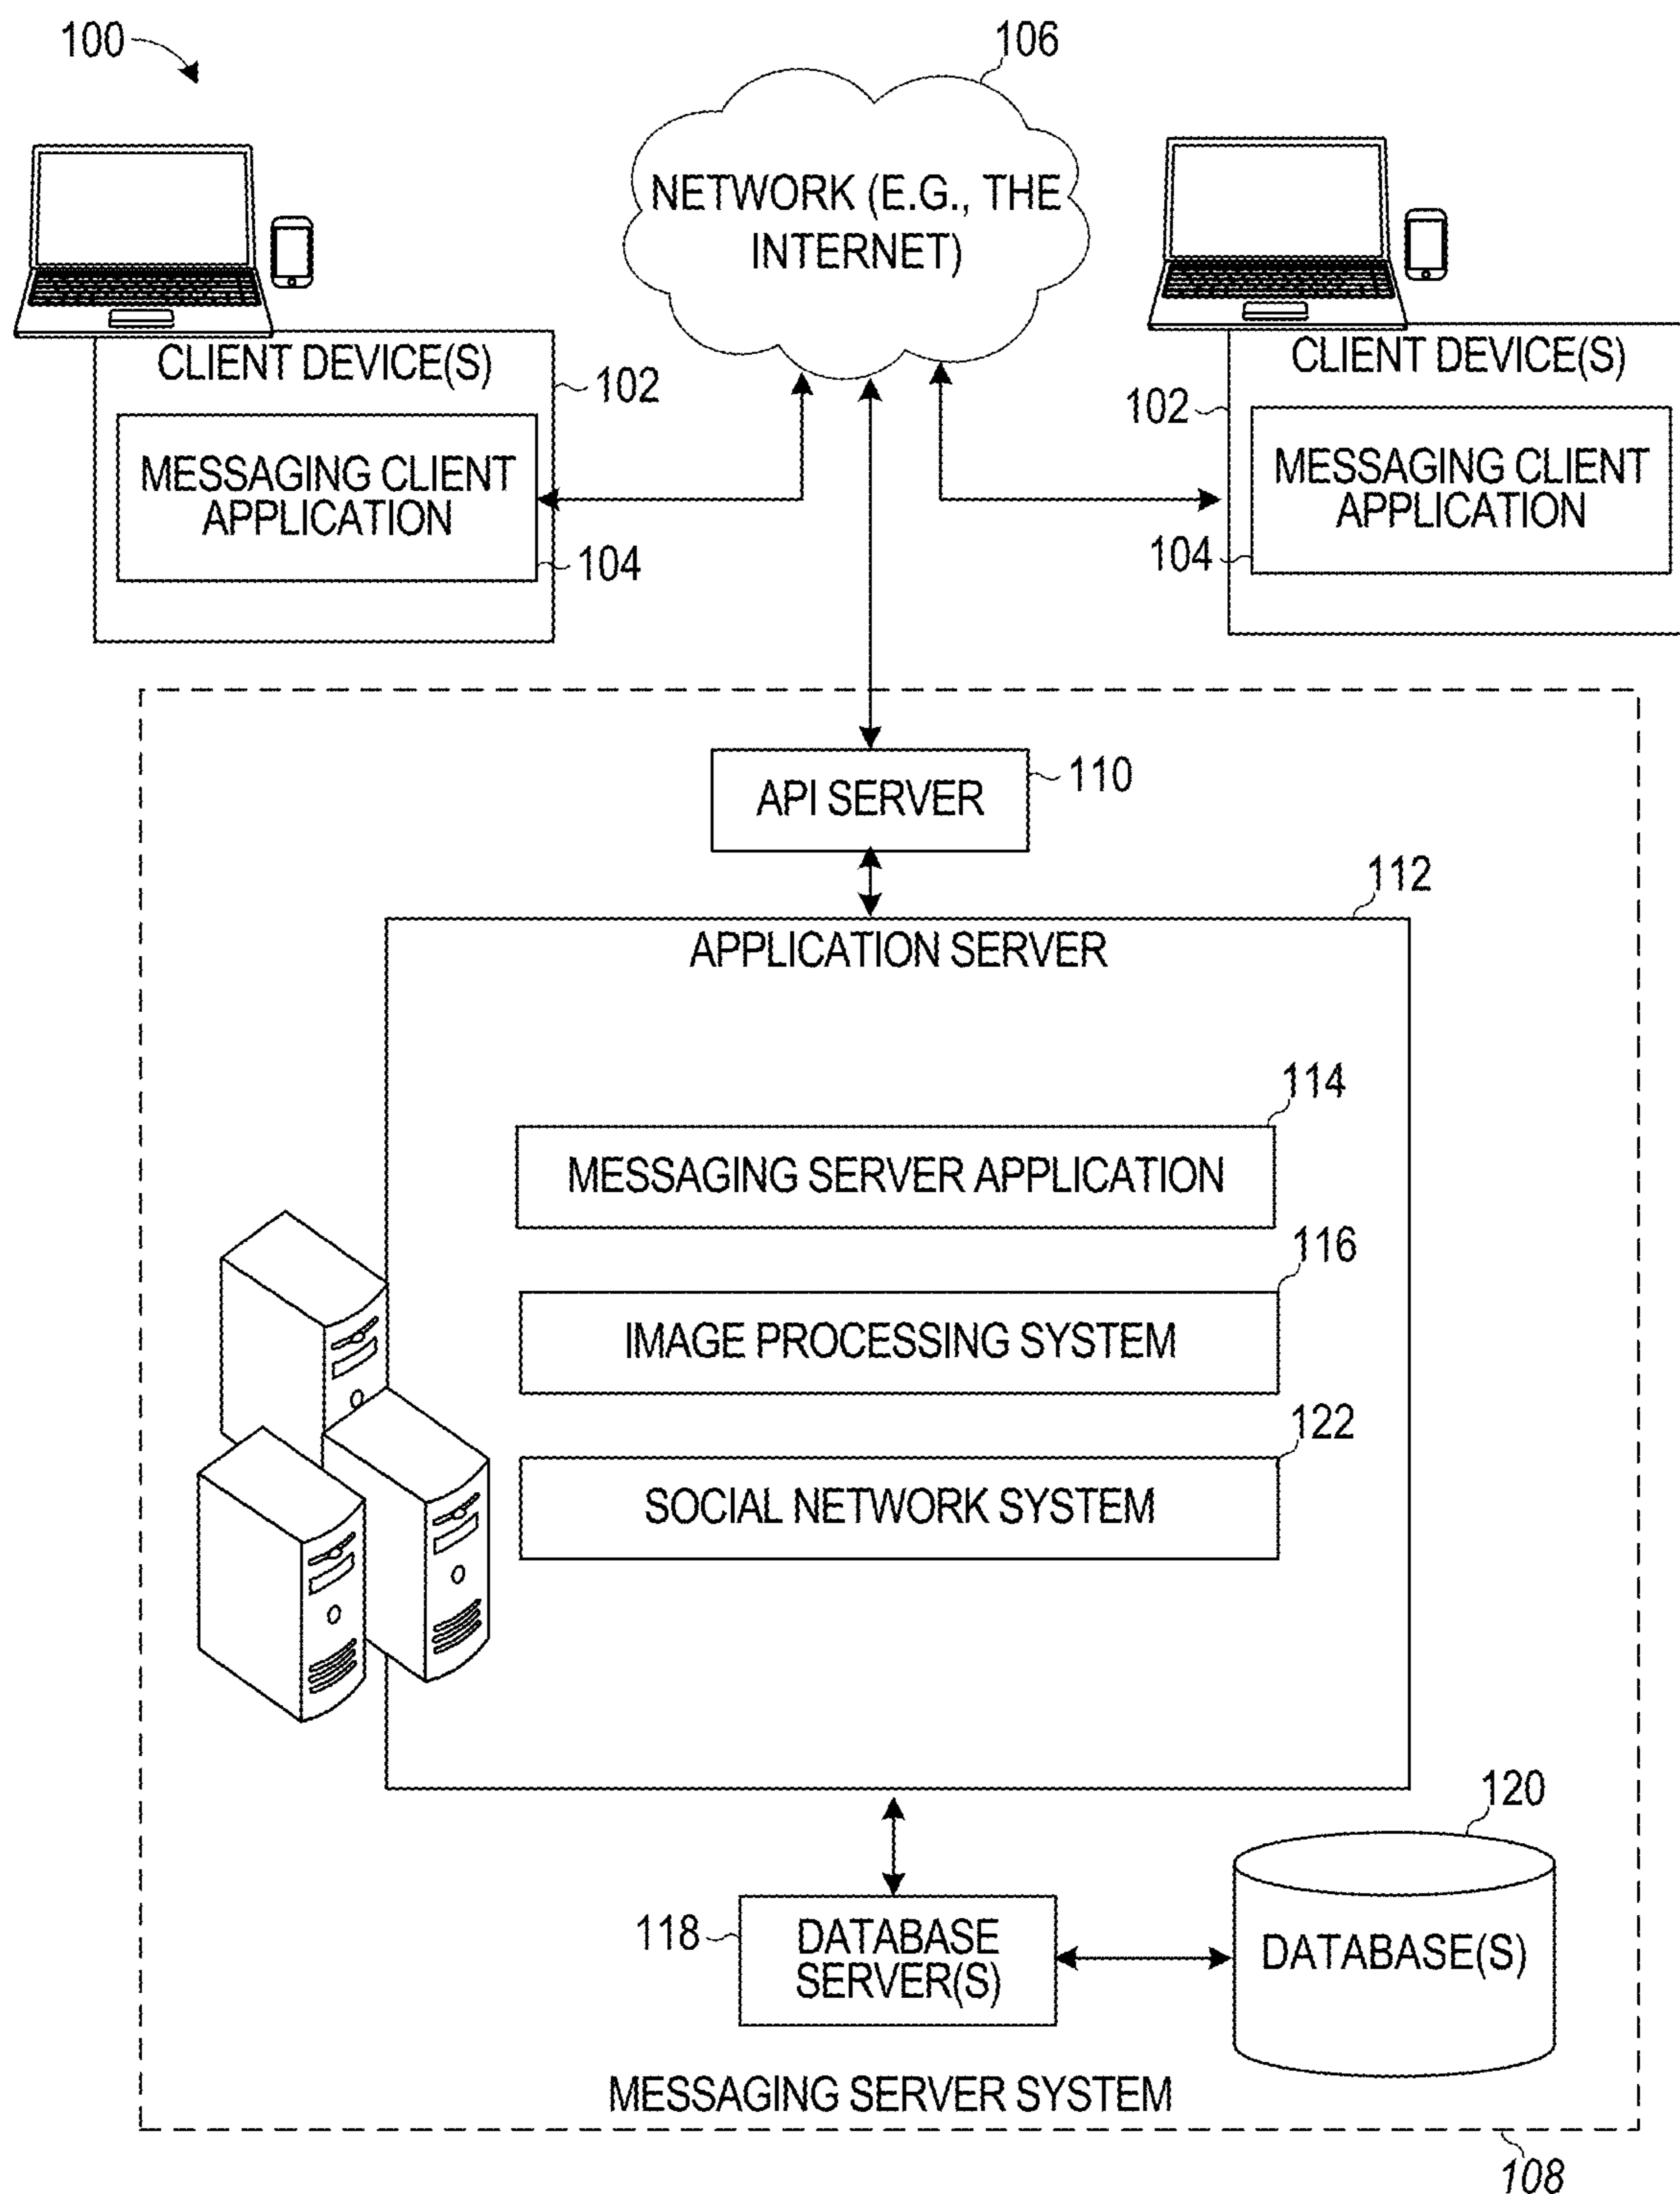 100
106
NETWORK (E.G., THE
INTERNET)
CLIENT DEVICE(S)
102
MESSAGING CLIENT
APPLICATION
104
CLIENT DEVICE(S)
102
MESSAGING CLIENT
APPLICATION
104
API SERVER
110
112
APPLICATION SERVER
114
MESSAGING SERVER APPLICATION
116
IMAGE PROCESSING SYSTEM
122
SOCIAL NETWORK SYSTEM
120
118
DATABASE
SERVER(S)
DATABASE(S)
MESSAGING SERVER SYSTEM
108